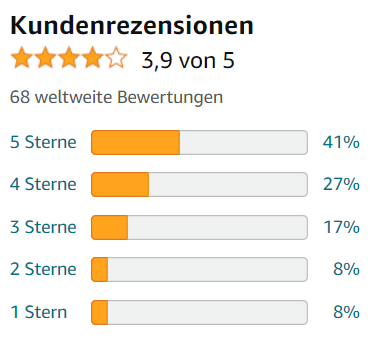 Kundenrezensionen
3,9 von 5
68 weltweite Bewertungen
5 Sterne 41%
4 Sterne 27%
3 Sterne 17%
2 Sterne 8%
1 Stern 8%